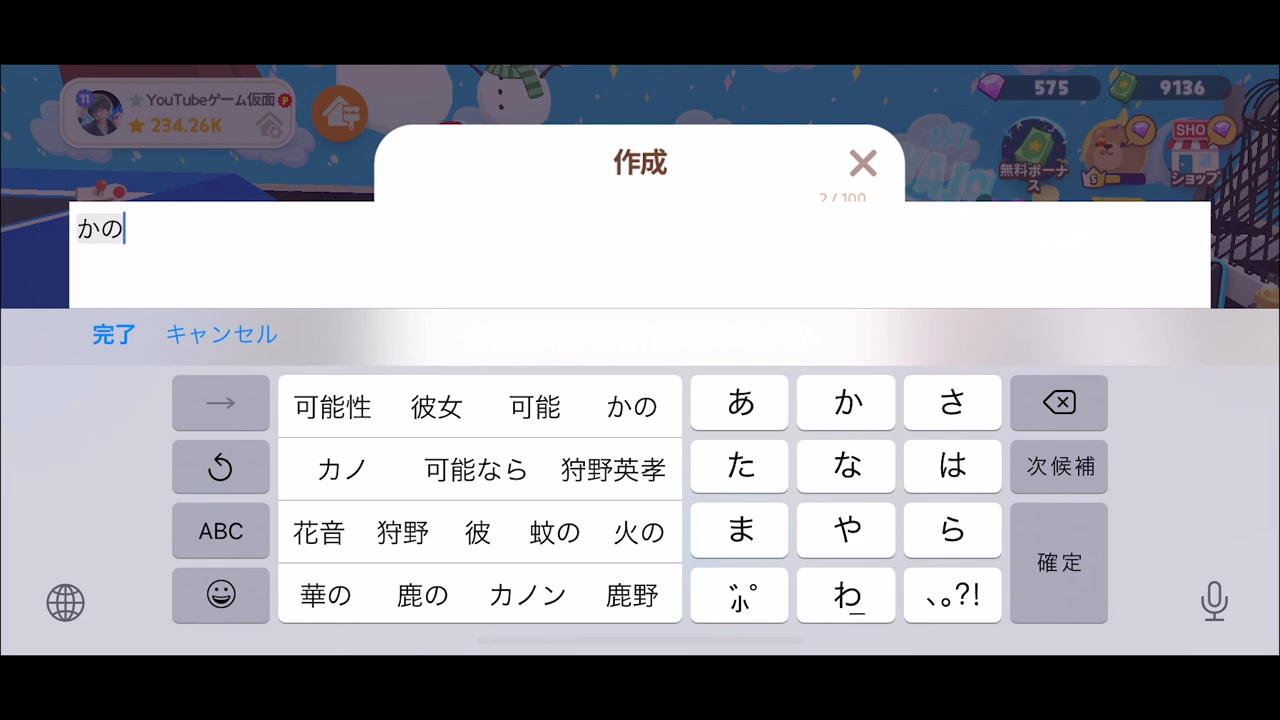 11
YouTubeゲーム仮面 P
234.26K
575
9136
作成
2 / 100
無料ボーナス
S
SHO
ショップ
かの
完了 キャンセル
→ 可能性 彼女 可能 かの あ か さ
カノ 可能なら 狩野英孝 た な は 次候補
ABC 花音 狩野 彼 蚊の 火の ま や ら 確定
華の 鹿の カノン 鹿野 ゛゜小 わ_ 、。?!